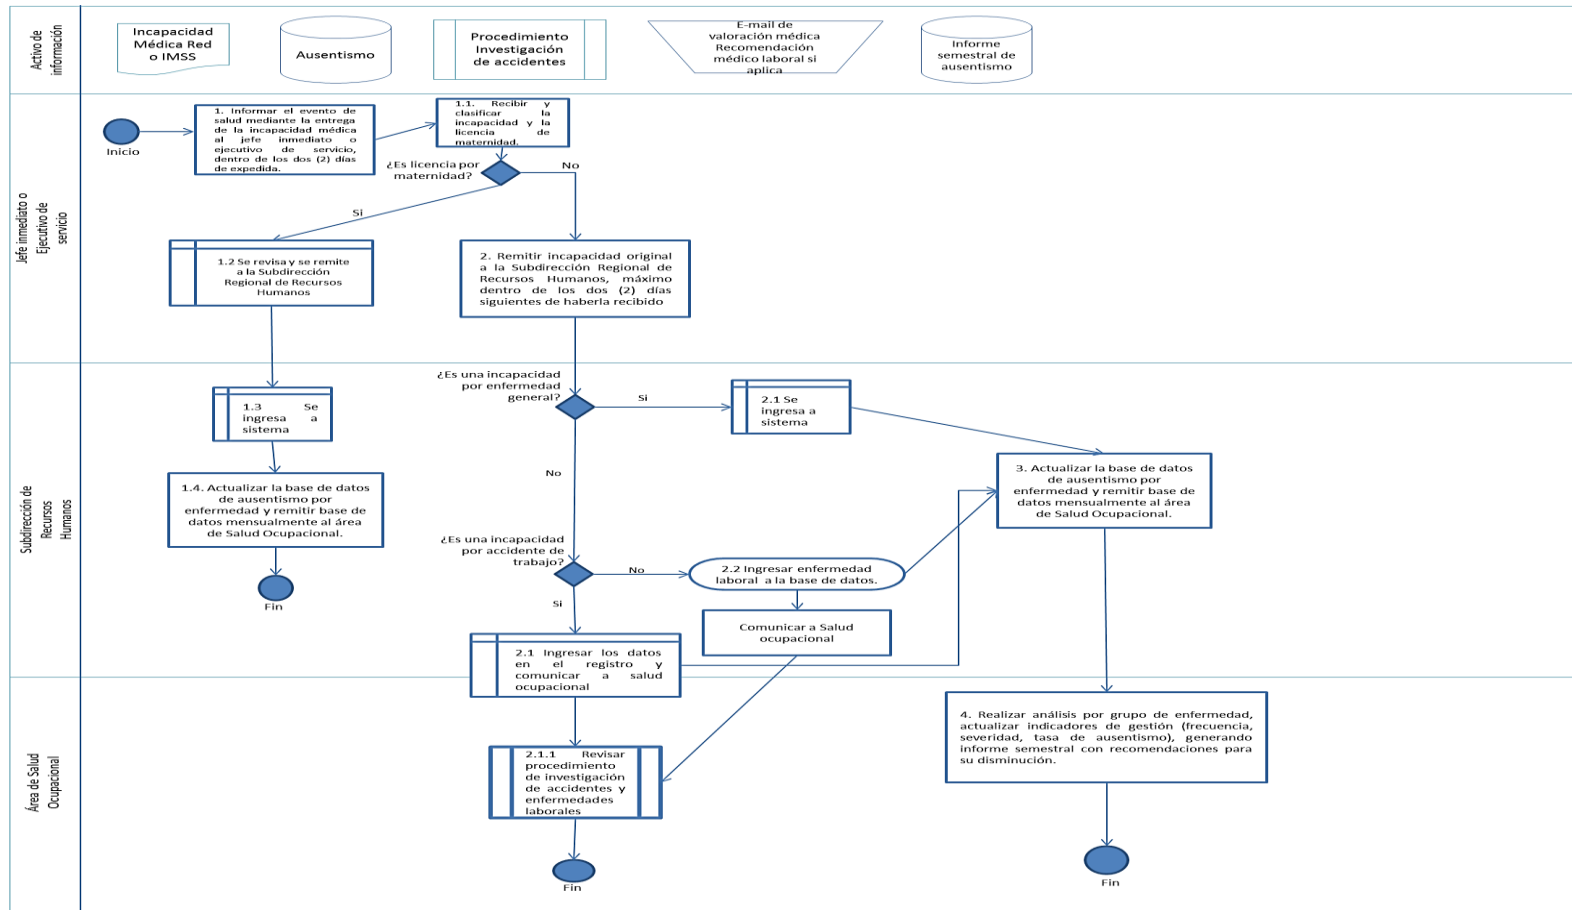 Activo de
información
Incapacidad
Médica Red
o IMSS
Ausentismo
Procedimiento
Investigación
de accidentes
E-mail de
valoración médica
Recomendación
médico laboral si
aplica
Informe
semestral de
ausentismo
Jefe inmediato o
Ejecutivo de
servicio
Inicio
1. Informar el evento de
salud mediante la entrega
de la incapacidad médica
al jefe inmediato o
ejecutivo de servicio,
dentro de los dos (2) días
de expedida.
1.1. Recibir y
clasificar la
incapacidad y la
licencia de
maternidad.
¿Es licencia por
maternidad?
No
Si
1.2 Se revisa y se remite
a la Subdirección
Regional de Recursos
Humanos
2. Remitir incapacidad original
a la Subdirección Regional de
Recursos Humanos, máximo
dentro de los dos (2) días
siguientes de haberla recibido
Subdirección de
Recursos
Humanos
¿Es una incapacidad
por enfermedad
general?
Si
No
1.3 Se
ingresa a
sistema
2.1 Se
ingresa a
sistema
1.4. Actualizar la base de datos
de ausentismo por
enfermedad y remitir base de
datos mensualmente al área
de Salud Ocupacional.
Fin
3. Actualizar la base de datos
de ausentismo por
enfermedad y remitir base de
datos mensualmente al área
de Salud Ocupacional.
¿Es una incapacidad
por accidente de
trabajo?
No
Si
2.2 Ingresar enfermedad
laboral a la base de datos.
Comunicar a Salud
ocupacional
2.1 Ingresar los datos
en el registro y
comunicar a salud
ocupacional
Área de Salud
Ocupacional
2.1.1 Revisar
procedimiento
de investigación
de accidentes y
enfermedades
laborales
Fin
4. Realizar análisis por grupo de enfermedad,
actualizar indicadores de gestión (frecuencia,
severidad, tasa de ausentismo), generando
informe semestral con recomendaciones para
su disminución.
Fin